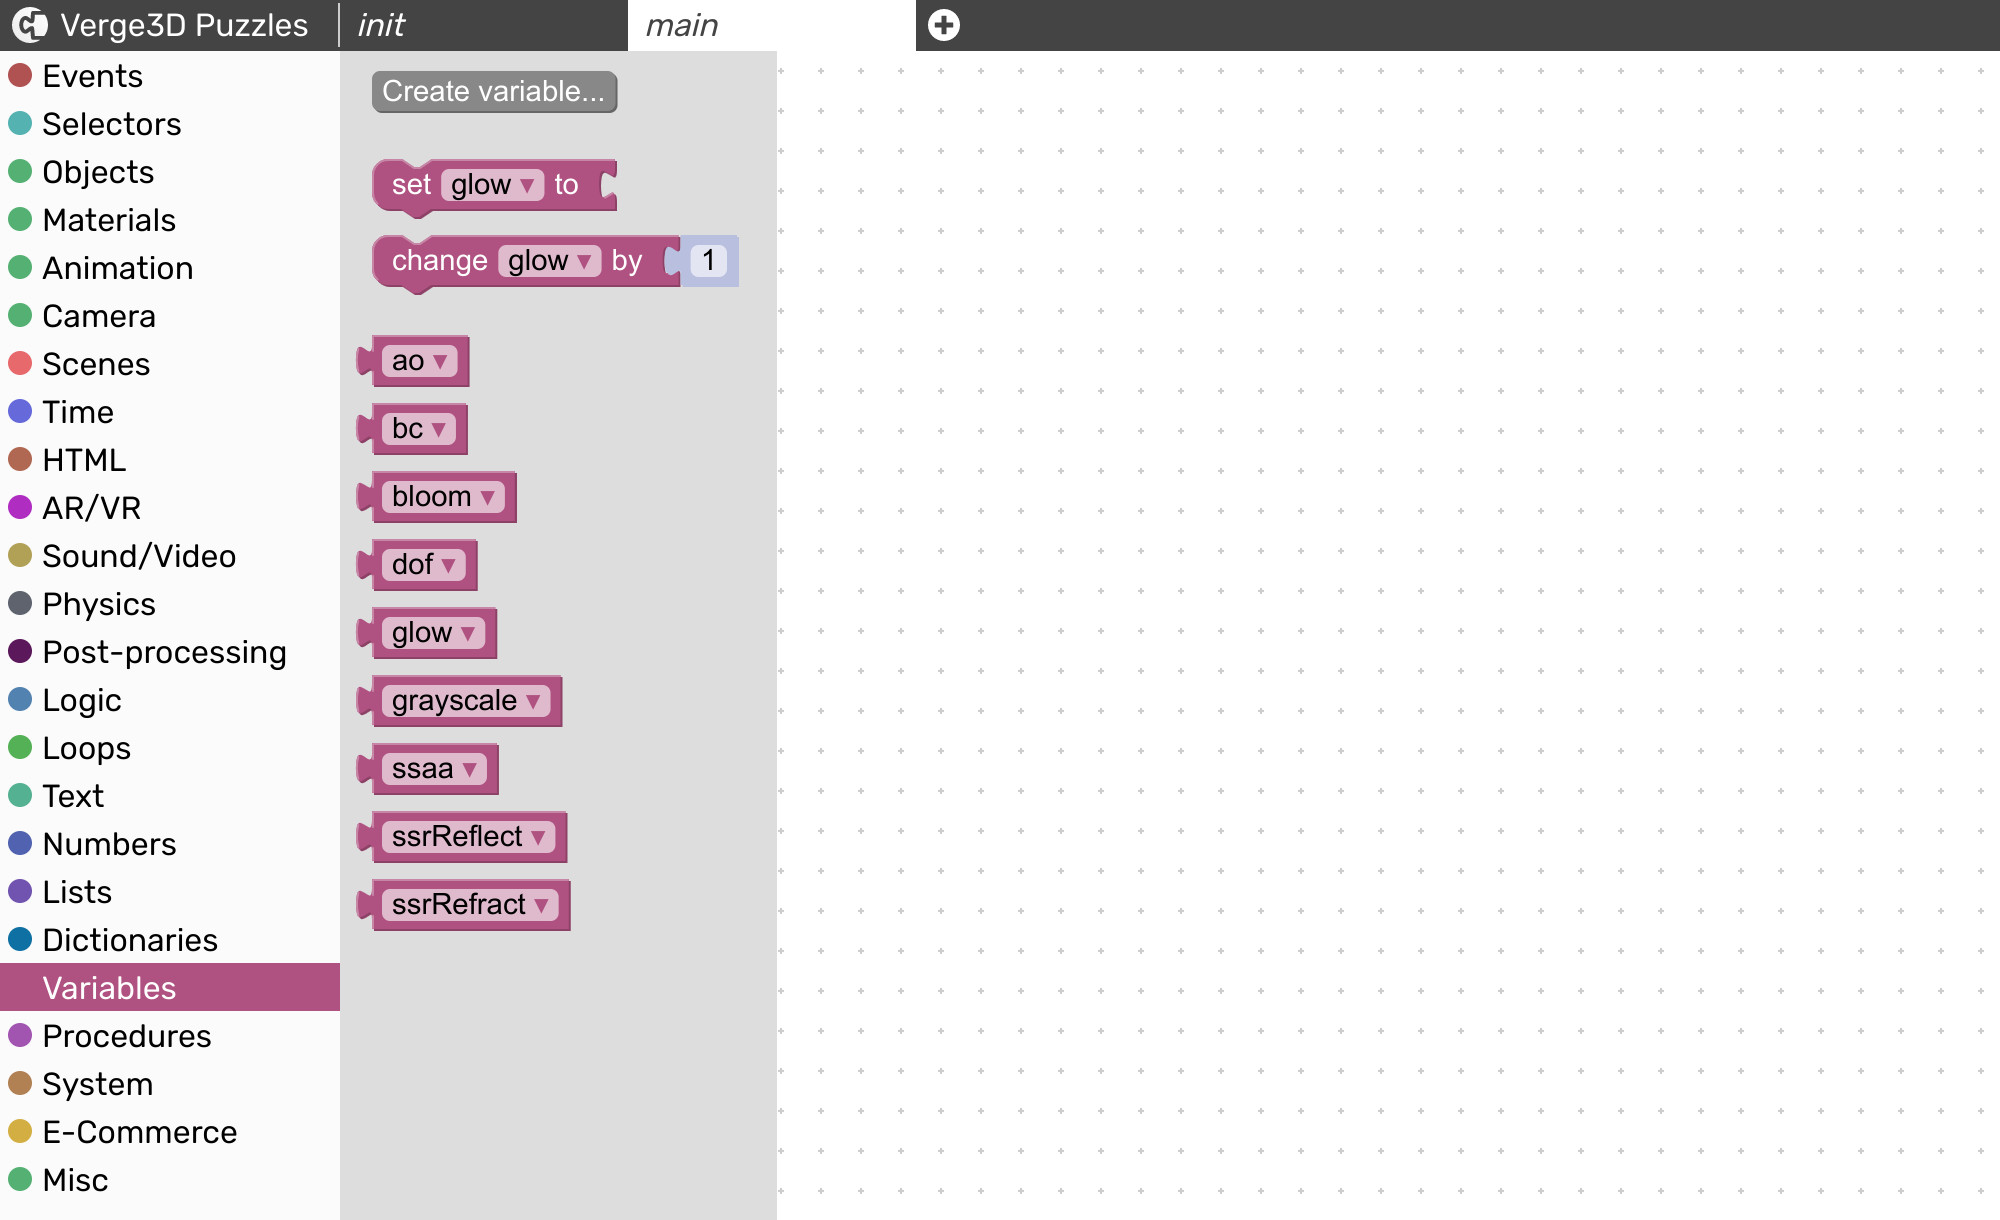 Verge3D Puzzles
init
main
Events
Selectors
Objects
Materials
Animation
Camera
Scenes
Time
HTML
AR/VR
Sound/Video
Physics
Post-processing
Logic
Loops
Text
Numbers
Lists
Dictionaries
Variables
Procedures
System
E-Commerce
Misc
Create variable...
set glow ▼ to
change glow ▼ by 1
ao ▼
bc ▼
bloom ▼
dof ▼
glow ▼
grayscale ▼
ssaa ▼
ssrReflect ▼
ssrRefract ▼